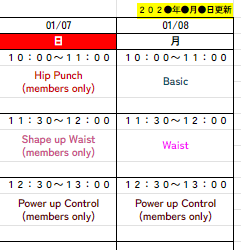 ２０２●年●月●日更新
01/07 01/08
日 月
１０：００～１１：００ １０：００～１１：００
Hip Punch
(members only)
Basic
１１：３０～１２：００ １１：３０～１２：００
Shape up Waist
(members only)
Waist
１２：３０～１３：００ １２：３０～１３：００
Power up Control Power up Control
(members only) (members only)